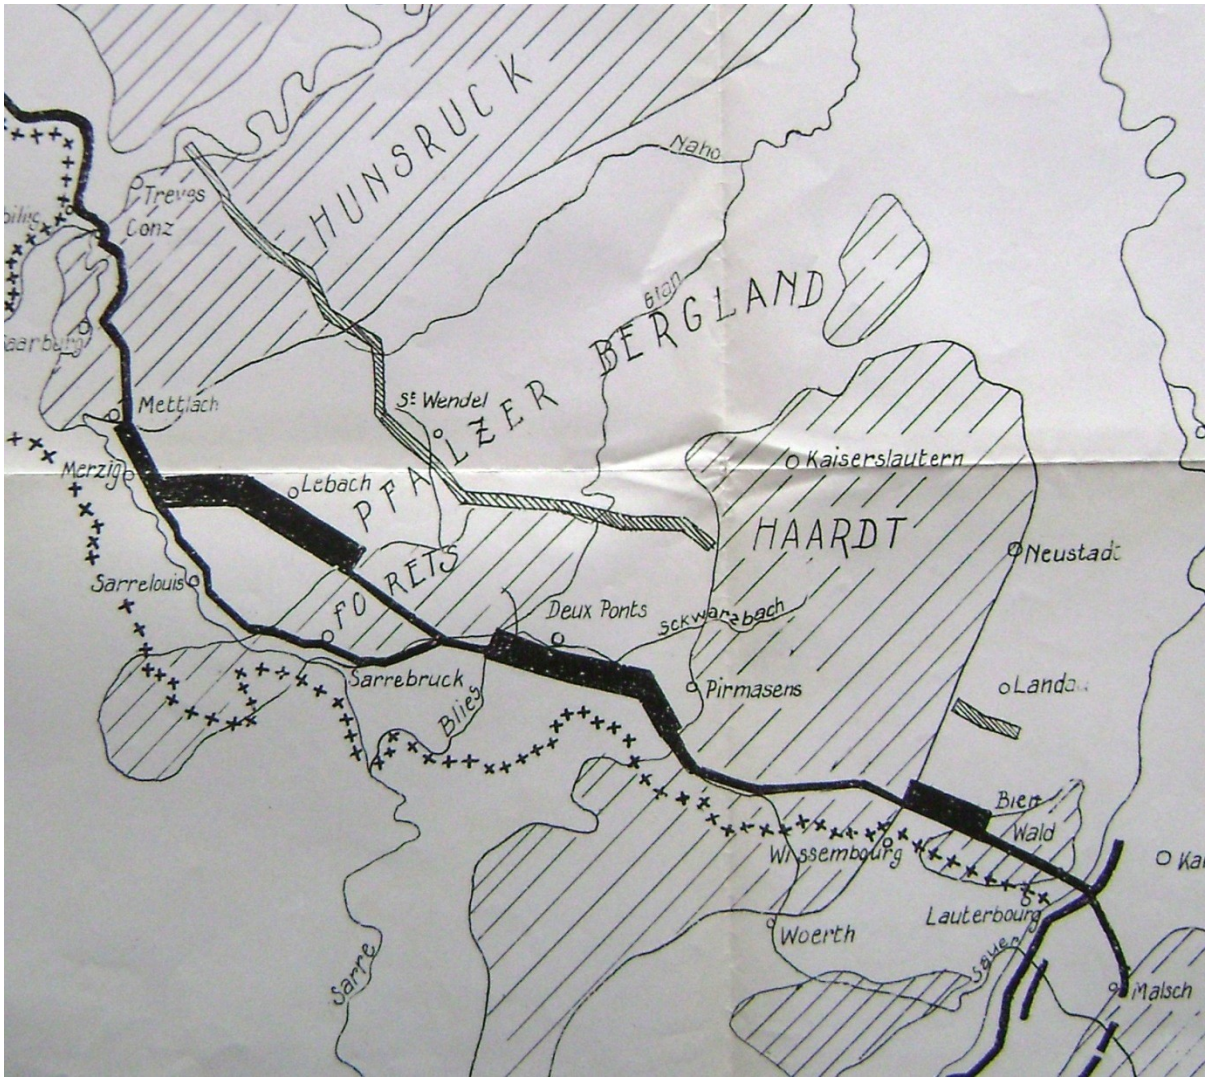 HUNSRUCK
Naho
Treves
Conz
Glan
PFALZER BERGLAND
Mettlach
St Wendel
Merzig
Lebach
Kaiserslautern
HAARDT
Neustadt
FORETS
Sarrelouis
Deux Ponts
Schwarzbach
Sarrebruck
Pirmasens
Landau
Blies
Wald
Wissembourg
Lauterbourg
Woerth
Sauer
Sarre
Malsch